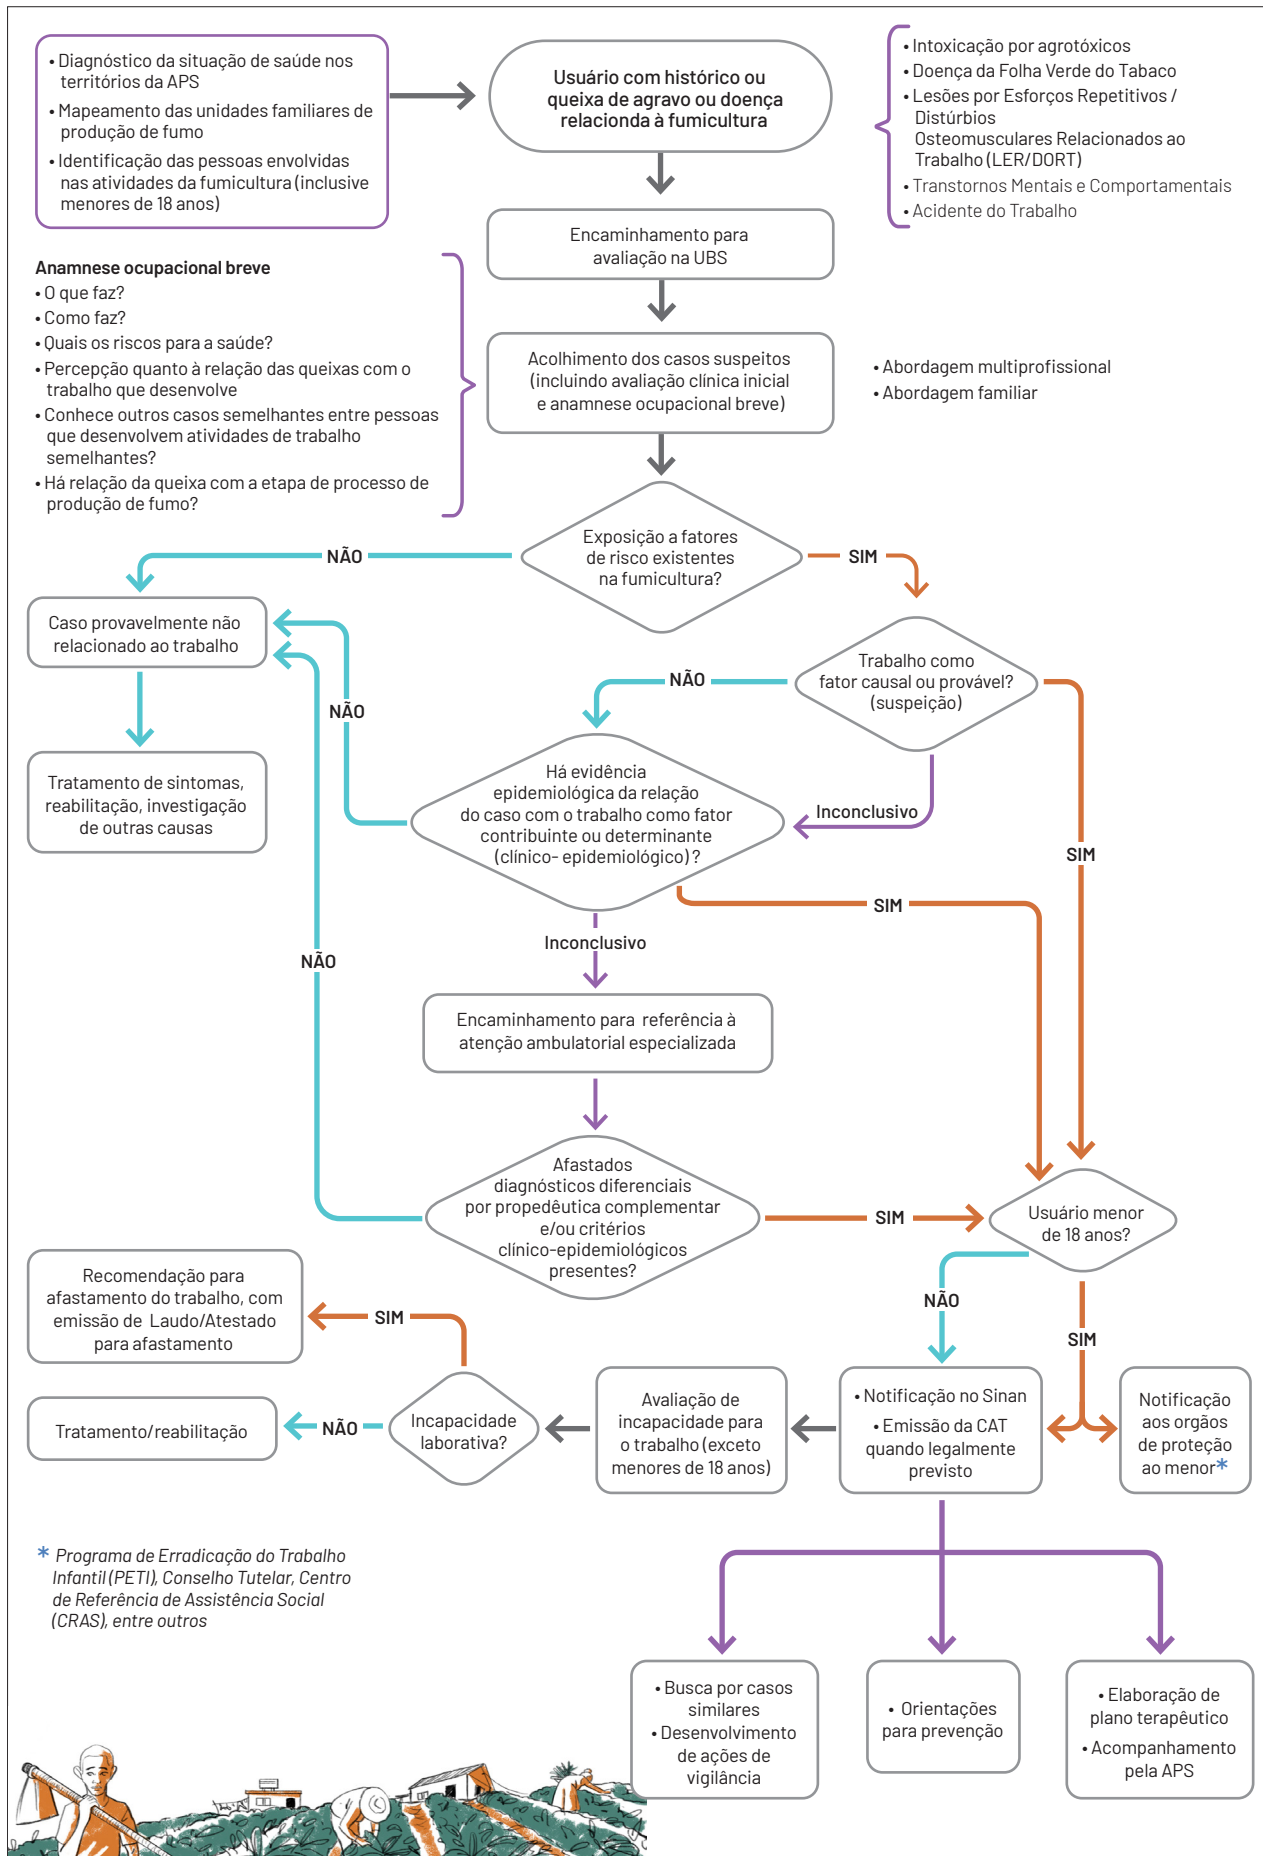 • Diagnóstico da situação de saúde nos
territórios da APS
• Mapeamento das unidades familiares de
produção de fumo
• Identificação das pessoas envolvidas
nas atividades da fumicultura (inclusive
menores de 18 anos)
Usuário com histórico ou
queixa de agravo ou doença
relacionda à fumicultura
• Intoxicação por agrotóxicos
• Doença da Folha Verde do Tabaco
• Lesões por Esforços Repetitivos /
Distúrbios
Osteomusculares Relacionados ao
Trabalho (LER/DORT)
• Transtornos Mentais e Comportamentais
• Acidente do Trabalho
Encaminhamento para
avaliação na UBS
Anamnese ocupacional breve
• O que faz?
• Como faz?
• Quais os riscos para a saúde?
• Percepção quanto à relação das queixas com o
trabalho que desenvolve
• Conhece outros casos semelhantes entre pessoas
que desenvolvem atividades de trabalho
semelhantes?
• Há relação da queixa com a etapa de processo de
produção de fumo?
Acolhimento dos casos suspeitos
(incluindo avaliação clínica inicial
e anamnese ocupacional breve)
• Abordagem multiprofissional
• Abordagem familiar
Exposição a fatores
de risco existentes
na fumicultura?
NÃO
SIM
Caso provavelmente não
relacionado ao trabalho
Trabalho como
fator causal ou provável?
(suspeição)
NÃO
NÃO
Tratamento de sintomas,
reabilitação, investigação
de outras causas
Há evidência
epidemiológica da relação
do caso com o trabalho como fator
contribuinte ou determinante
(clínico- epidemiológico) ?
Inconclusivo
SIM
SIM
Inconclusivo
NÃO
Encaminhamento para referência à
atenção ambulatorial especializada
Afastados
diagnósticos diferenciais
por propedêutica complementar
e/ou critérios
clínico-epidemiológicos
presentes?
SIM
Usuário menor
de 18 anos?
NÃO
SIM
Recomendação para
afastamento do trabalho, com
emissão de Laudo/Atestado
para afastamento
SIM
Tratamento/reabilitação
NÃO
Incapacidade
laborativa?
Avaliação de
incapacidade para
o trabalho (exceto
menores de 18 anos)
• Notificação no Sinan
• Emissão da CAT
quando legalmente
previsto
Notificação
aos orgãos
de proteção
ao menor*
* Programa de Erradicação do Trabalho
Infantil (PETI), Conselho Tutelar, Centro
de Referência de Assistência Social
(CRAS), entre outros
• Busca por casos
similares
• Desenvolvimento
de ações de
vigilância
• Orientações
para prevenção
• Elaboração de
plano terapêutico
• Acompanhamento
pela APS